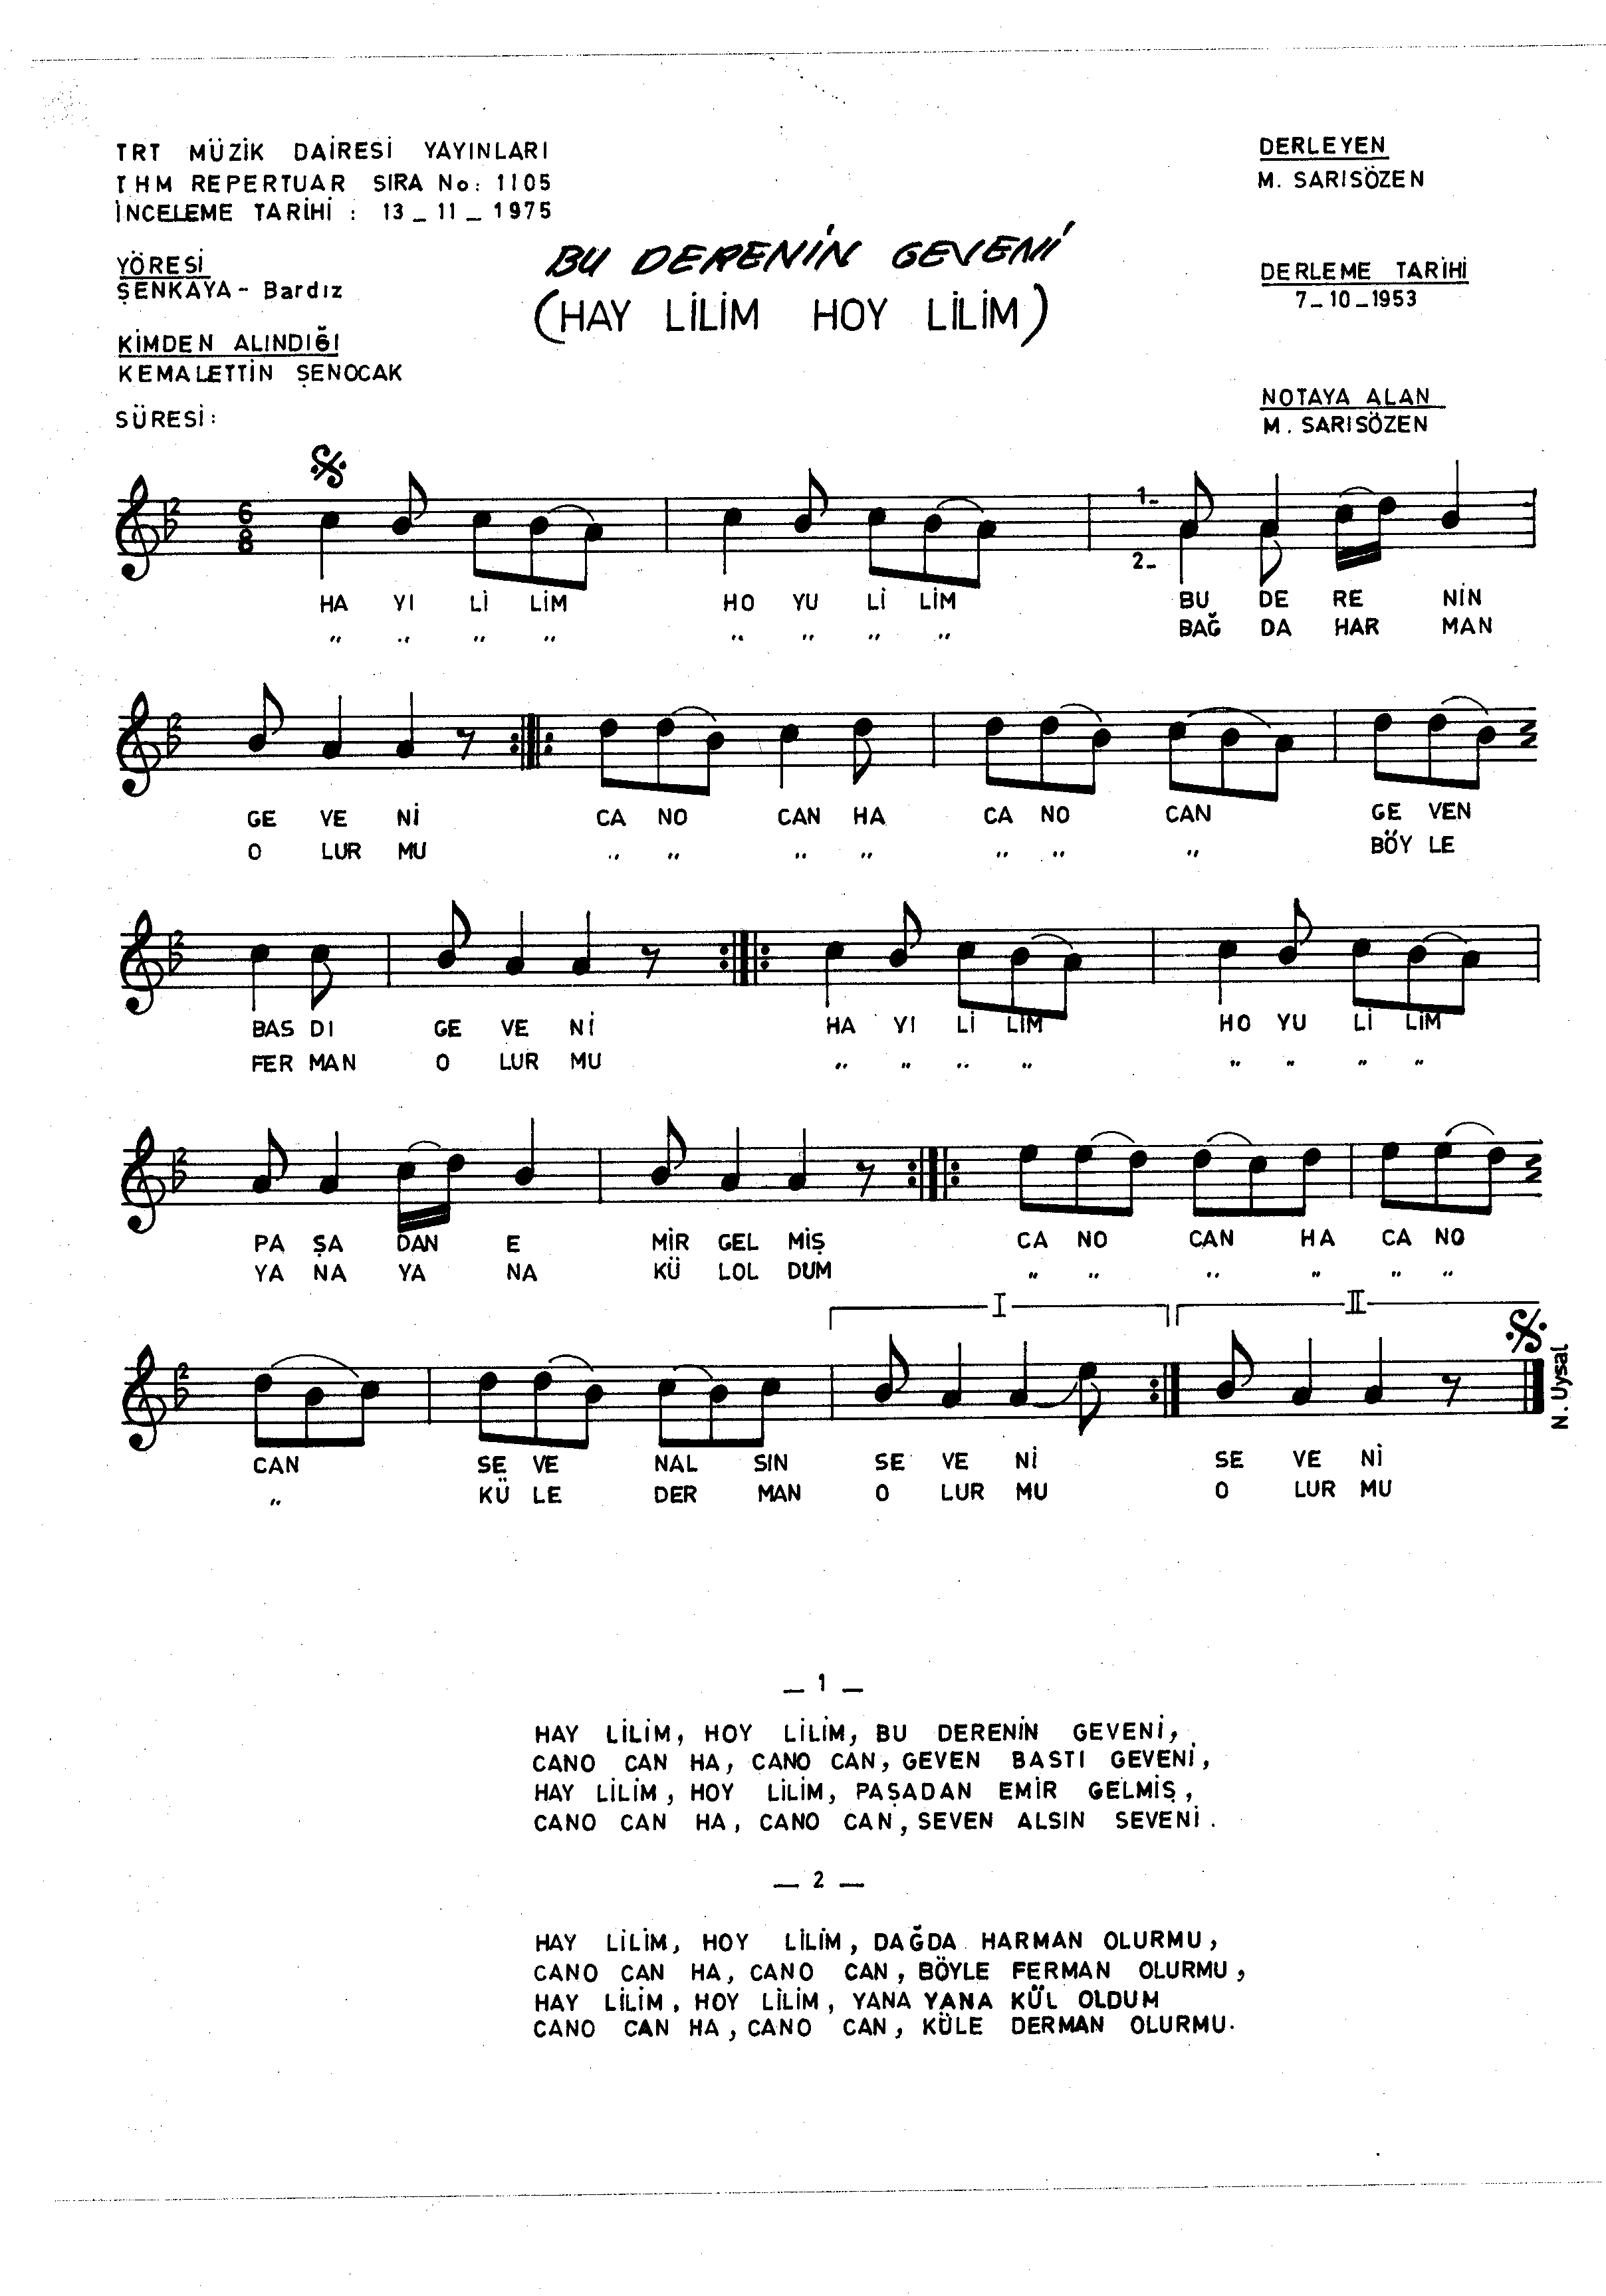 TRT MÜZİK DAİRESİ YAYINLARI
THM REPERTUAR SIRA No: 1105
İNCELEME TARİHİ : 13_11_1975
DERLEYEN
M. SARISÖZEN
BU DERENİN GEVENİ
(HAY LİLİM HOY LİLİM)
YÖRESİ
ŞENKAYA - Bardız
DERLEME TARİHİ
7_10_1953
KİMDEN ALINDIĞI
KEMALETTİN ŞENOCAK
SÜRESİ:
NOTAYA ALAN
M. SARISÖZEN
6 8 1- 2-
HA YI Lİ LİM HO YU Lİ LİM BU DE RE NİN
" " " " " " " " BAĞ DA HAR MAN
GE VE Nİ CA NO CAN HA CA NO CAN GE VEN
O LUR MU " " " " " " " BÖY LE
BAS DI GE VE Nİ HA YI Lİ LİM HO YU Lİ LİM
FER MAN O LUR MU " " " " " " " "
PA ŞA DAN E MİR GEL MİŞ CA NO CAN HA CA NO
YA NA YA NA KÜ LOL DUM " " " " " "
I II
CAN SE VE NAL SIN SE VE Nİ SE VE Nİ
" KÜ LE DER MAN O LUR MU O LUR MU
N. Uysal
_ 1 _
HAY LİLİM, HOY LİLİM, BU DERENİN GEVENİ,
CANO CAN HA, CANO CAN, GEVEN BASTI GEVENİ,
HAY LİLİM, HOY LİLİM, PAŞADAN EMİR GELMİŞ,
CANO CAN HA, CANO CAN, SEVEN ALSIN SEVENİ.
_ 2 _
HAY LİLİM, HOY LİLİM, DAĞDA HARMAN OLURMU,
CANO CAN HA, CANO CAN, BÖYLE FERMAN OLURMU,
HAY LİLİM, HOY LİLİM, YANA YANA KÜL OLDUM
CANO CAN HA, CANO CAN, KÜLE DERMAN OLURMU.